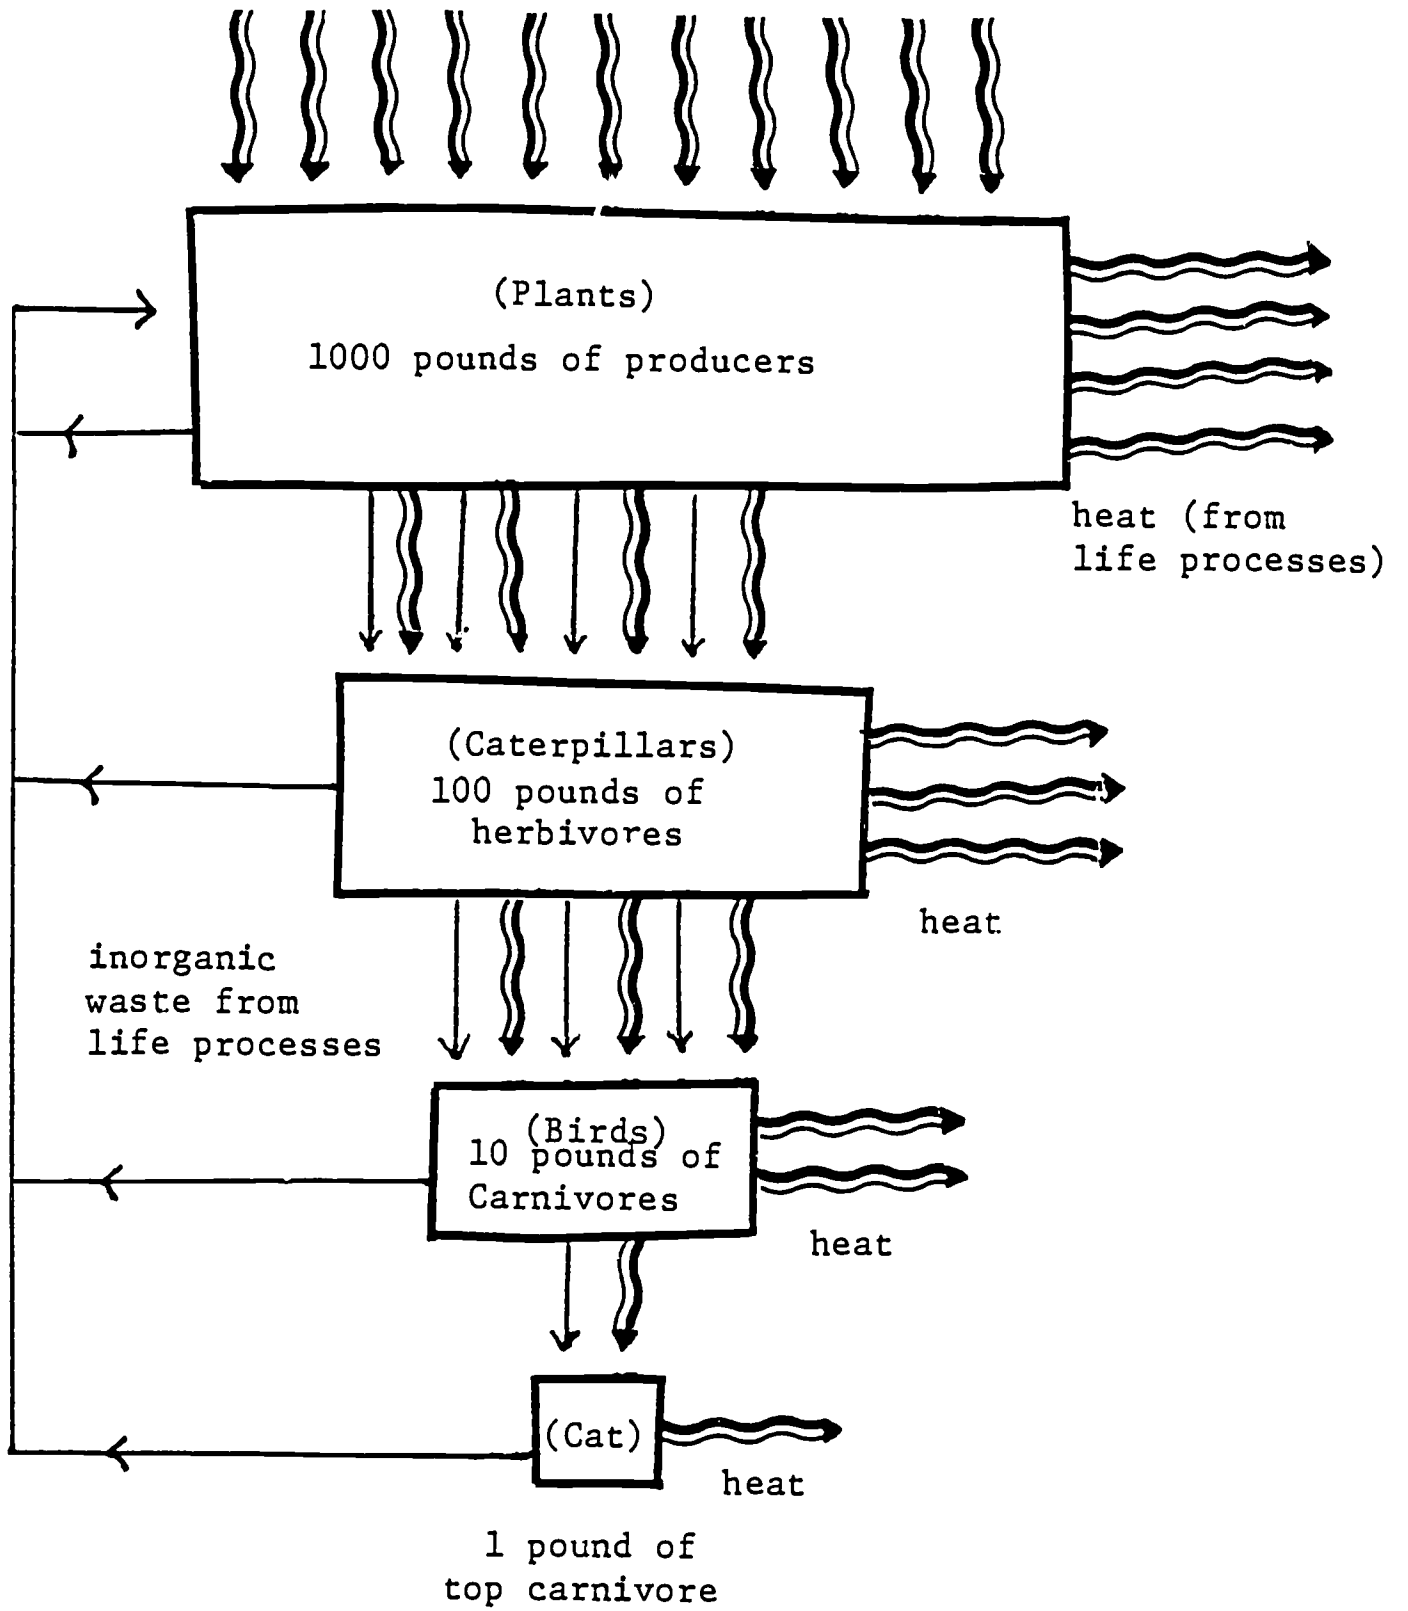 (Plants)
1000 pounds of producers
heat (from
life processes)
(Caterpillars)
100 pounds of
herbivores
heat
inorganic
waste from
life processes
(Birds)
10 pounds of
Carnivores
heat
(Cat)
heat
1 pound of
top carnivore